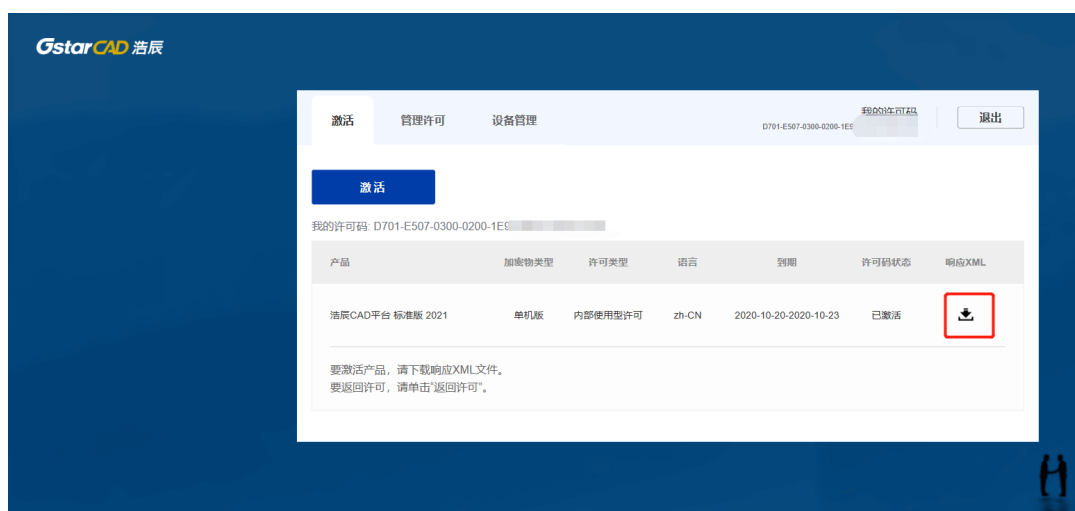 GstarCAD 浩辰
激活 管理许可 设备管理 我的许可码 退出
D701-E507-0300-0200-1E9
激活
我的许可码: D701-E507-0300-0200-1E9
产品 加密物类型 许可类型 语言 到期 许可码状态 响应XML
浩辰CAD平台 标准版 2021 单机版 内部使用型许可 zh-CN 2020-10-20-2020-10-23 已激活
要激活产品，请下载响应XML文件。
要返回许可，请单击“返回许可”。